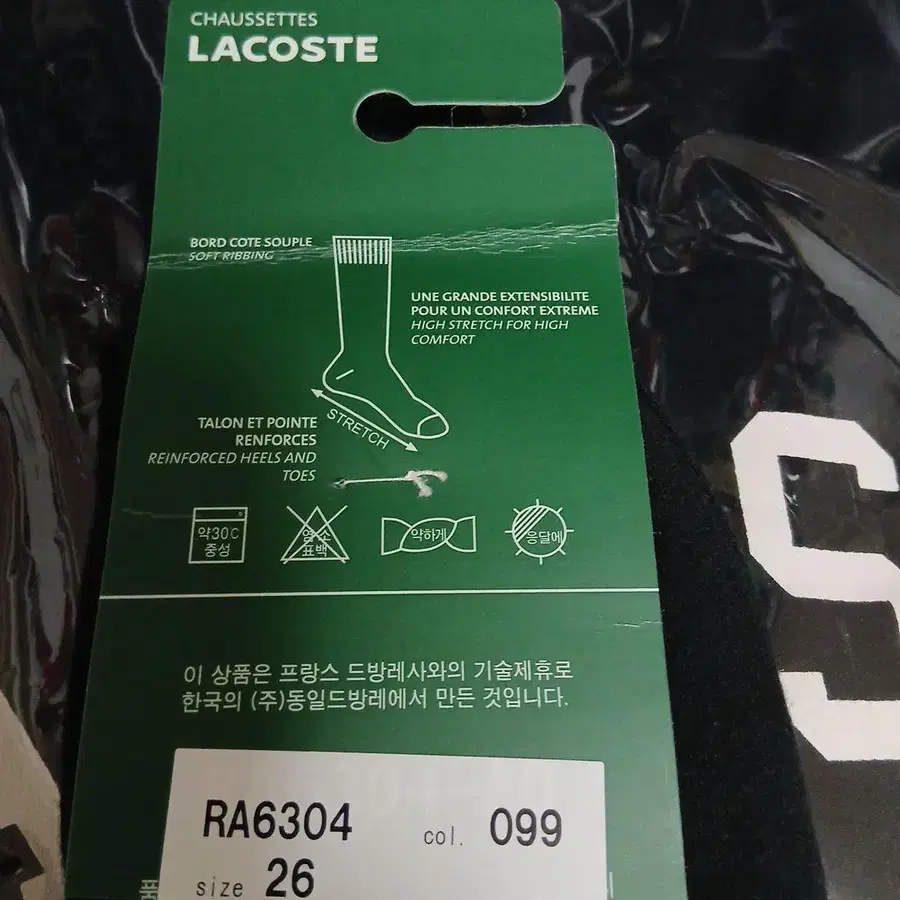 CHAUSSETTES
LACOSTE
BORD COTE SOUPLE
SOFT RIBBING
UNE GRANDE EXTENSIBILITE
POUR UN CONFORT EXTREME
HIGH STRETCH FOR HIGH
COMFORT
STRETCH
TALON ET POINTE
RENFORCES
REINFORCED HEELS AND
TOES
약30C
중성
염소
표백
약하게
응달에
이 상품은 프랑스 드방레사와의 기술제휴로
한국의 (주)동일드방레에서 만든 것입니다.
RA6304 col. 099
size 26
S